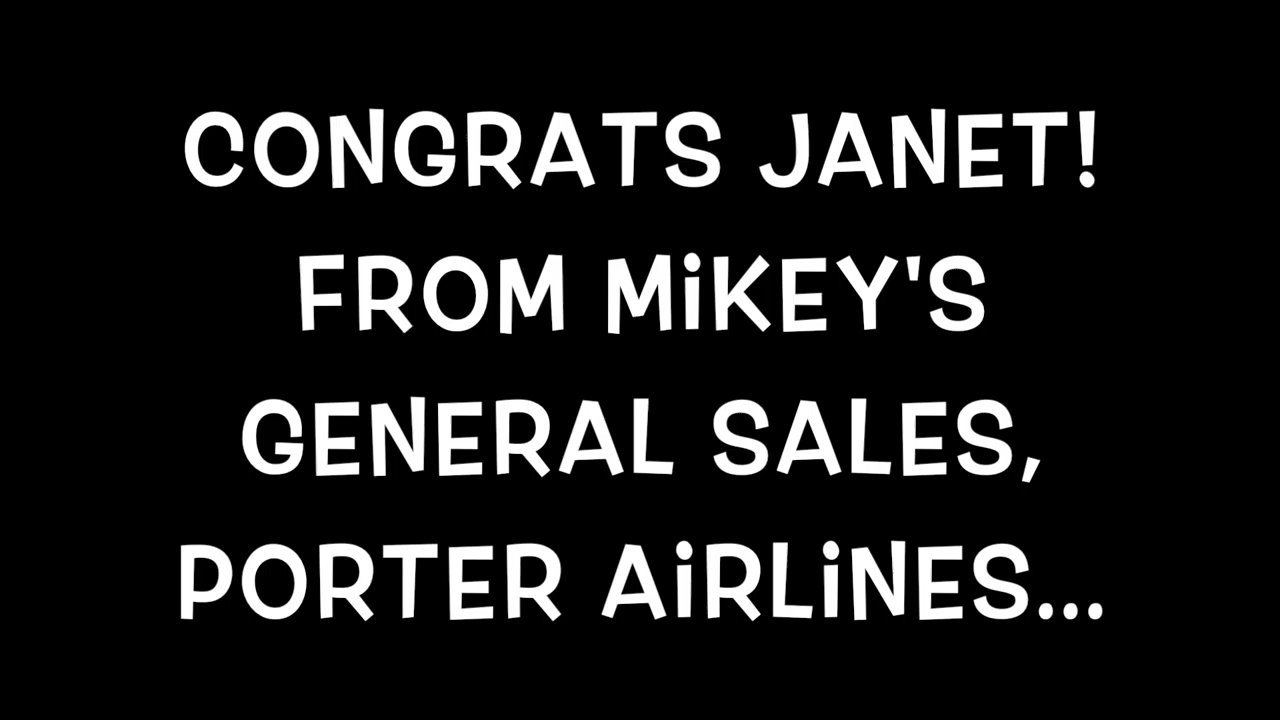 CONGRATS JANET!
FROM MiKEY'S
GENERAL SALES,
PORTER AiRLiNES...